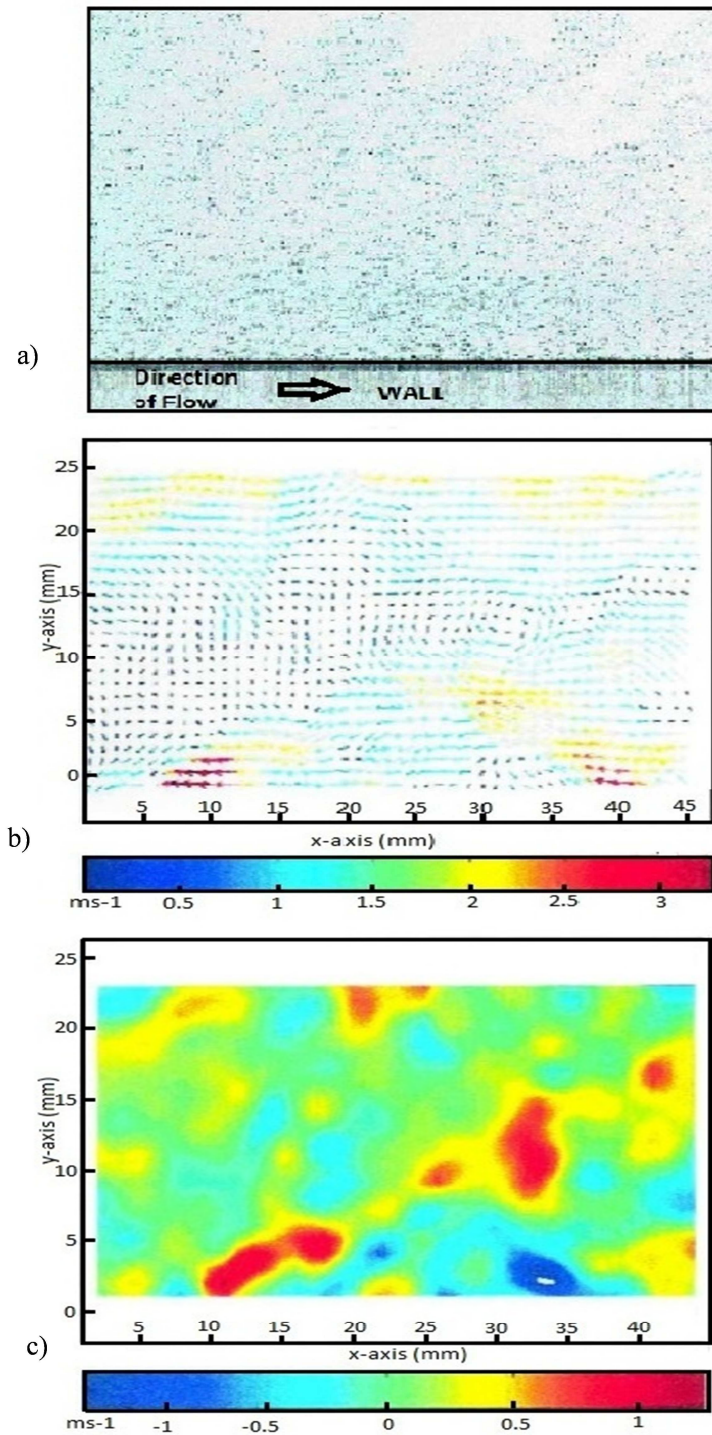 a)
Direction
of Flow
WALL
25
20
15
10
5
0
y-axis (mm)
5 10 15 20 25 30 35 40 45
x-axis (mm)
b)
ms-1 0.5 1 1.5 2 2.5 3
25
20
15
10
5
0
y-axis (mm)
5 10 15 20 25 30 35 40
x-axis (mm)
c)
ms-1 -1 -0.5 0 0.5 1